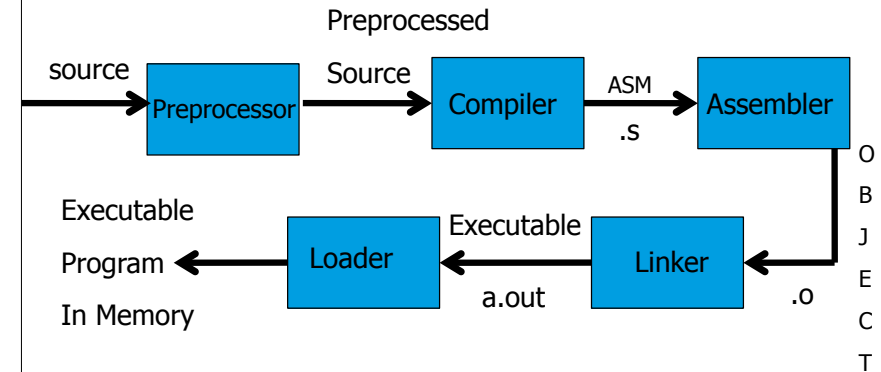 source
Preprocessor
Preprocessed
Source
Compiler
ASM
.s
Assembler
O
B
J
E
C
T
.o
Linker
Executable
a.out
Loader
Executable
Program
In Memory